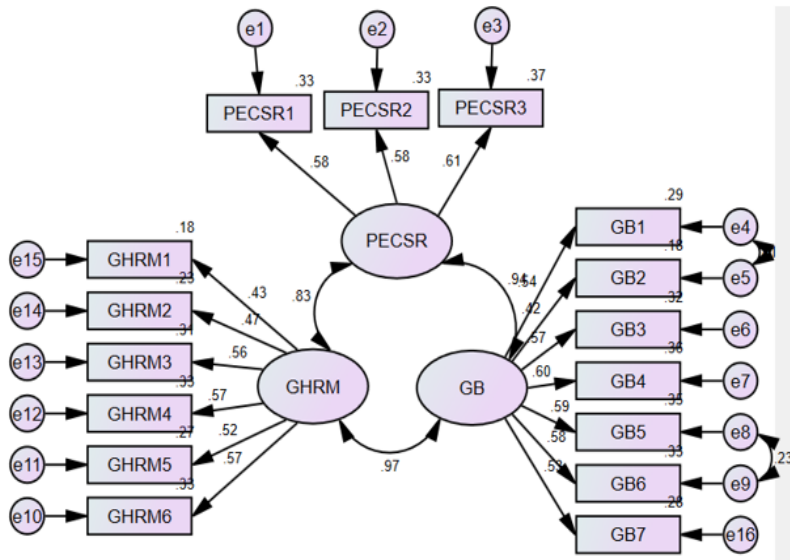 e1
e2
e3
.33
.33
.37
PECSR1
PECSR2
PECSR3
.58
.58
.61
PECSR
.83
.94
.97
GHRM
GB
.18
e15
GHRM1
.43
.23
e14
GHRM2
.47
.31
e13
GHRM3
.56
.33
e12
GHRM4
.57
.27
e11
GHRM5
.52
.33
e10
GHRM6
.57
.29
GB1
e4
.54
.18
GB2
e5
.42
.32
GB3
e6
.57
.36
GB4
e7
.60
.35
GB5
e8
.59
.33
GB6
e9
.58
.23
.28
GB7
e16